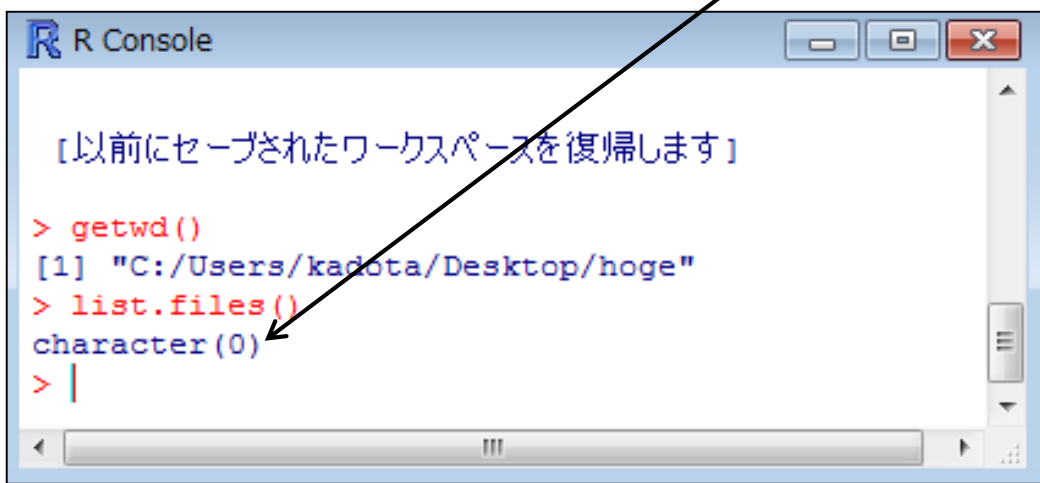 R Console
[以前にセーブされたワークスペースを復帰します]
> getwd()
[1] "C:/Users/kadota/Desktop/hoge"
> list.files()
character(0)
>